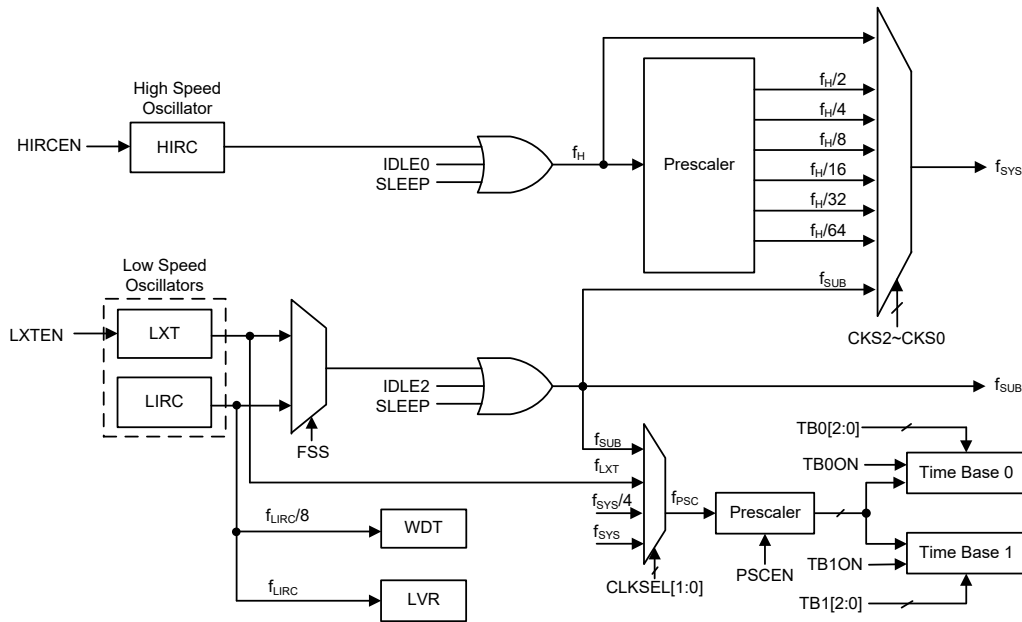 High Speed
Oscillator
HIRCEN
HIRC
IDLE0
SLEEP
fH
Prescaler
fH/2
fH/4
fH/8
fH/16
fH/32
fH/64
fSUB
fSYS
CKS2~CKS0
Low Speed
Oscillators
LXTEN
LXT
LIRC
FSS
IDLE2
SLEEP
fSUB
fSUB
fLXT
fSYS/4
fSYS
CLKSEL[1:0]
fPSC
Prescaler
PSCEN
TB0[2:0]
TB0ON
Time Base 0
Time Base 1
TB1ON
TB1[2:0]
fLIRC/8
WDT
fLIRC
LVR